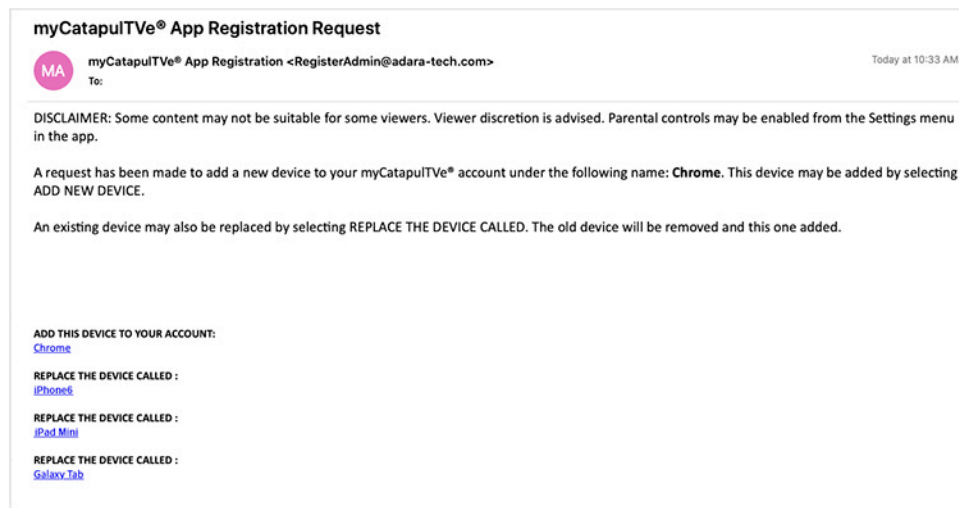 myCatapulTVe® App Registration Request
MA
myCatapulTVe® App Registration <RegisterAdmin@adara-tech.com>
Today at 10:33 AM
To:
DISCLAIMER: Some content may not be suitable for some viewers. Viewer discretion is advised. Parental controls may be enabled from the Settings menu
in the app.
A request has been made to add a new device to your myCatapulTVe® account under the following name: Chrome. This device may be added by selecting
ADD NEW DEVICE.
An existing device may also be replaced by selecting REPLACE THE DEVICE CALLED. The old device will be removed and this one added.
ADD THIS DEVICE TO YOUR ACCOUNT:
Chrome
REPLACE THE DEVICE CALLED :
iPhone6
REPLACE THE DEVICE CALLED :
iPad Mini
REPLACE THE DEVICE CALLED :
Galaxy Tab